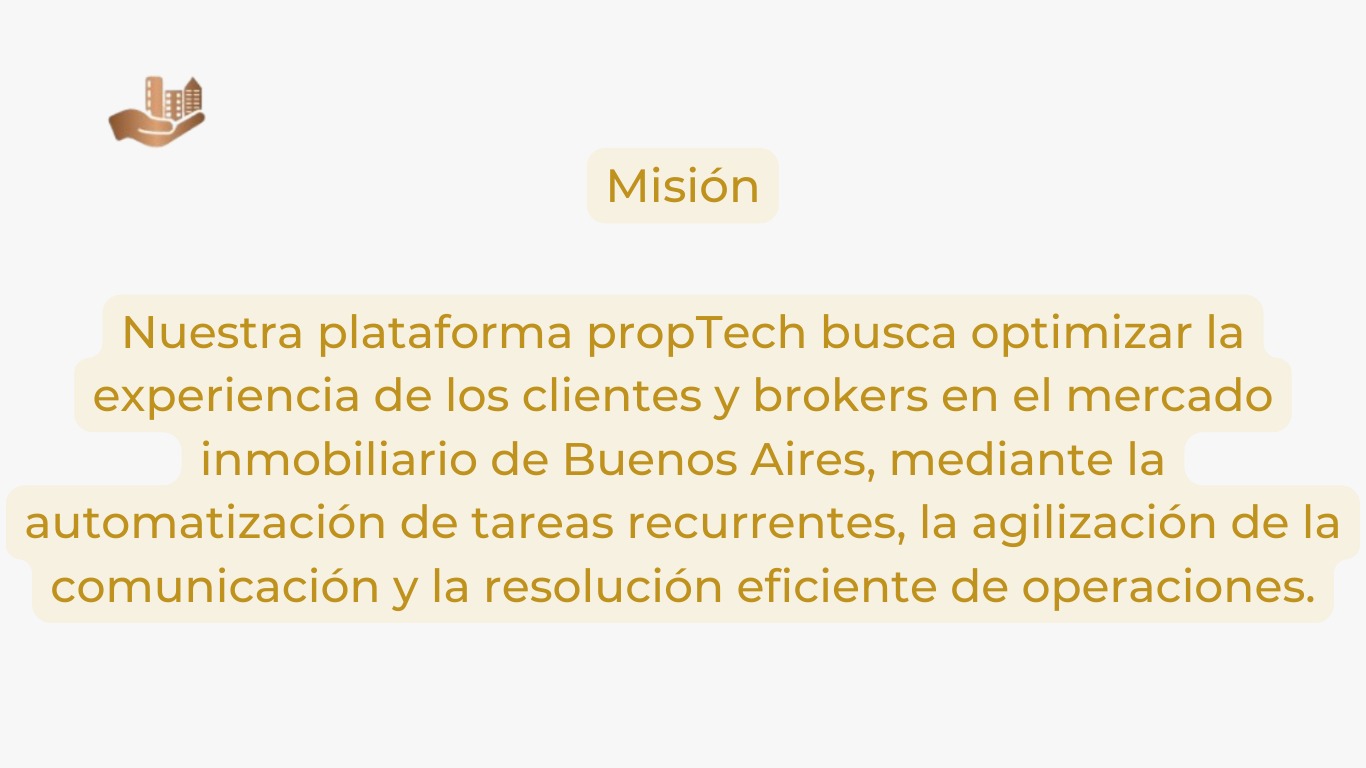 Misión
Nuestra plataforma propTech busca optimizar la
experiencia de los clientes y brokers en el mercado
inmobiliario de Buenos Aires, mediante la
automatización de tareas recurrentes, la agilización de la
comunicación y la resolución eficiente de operaciones.